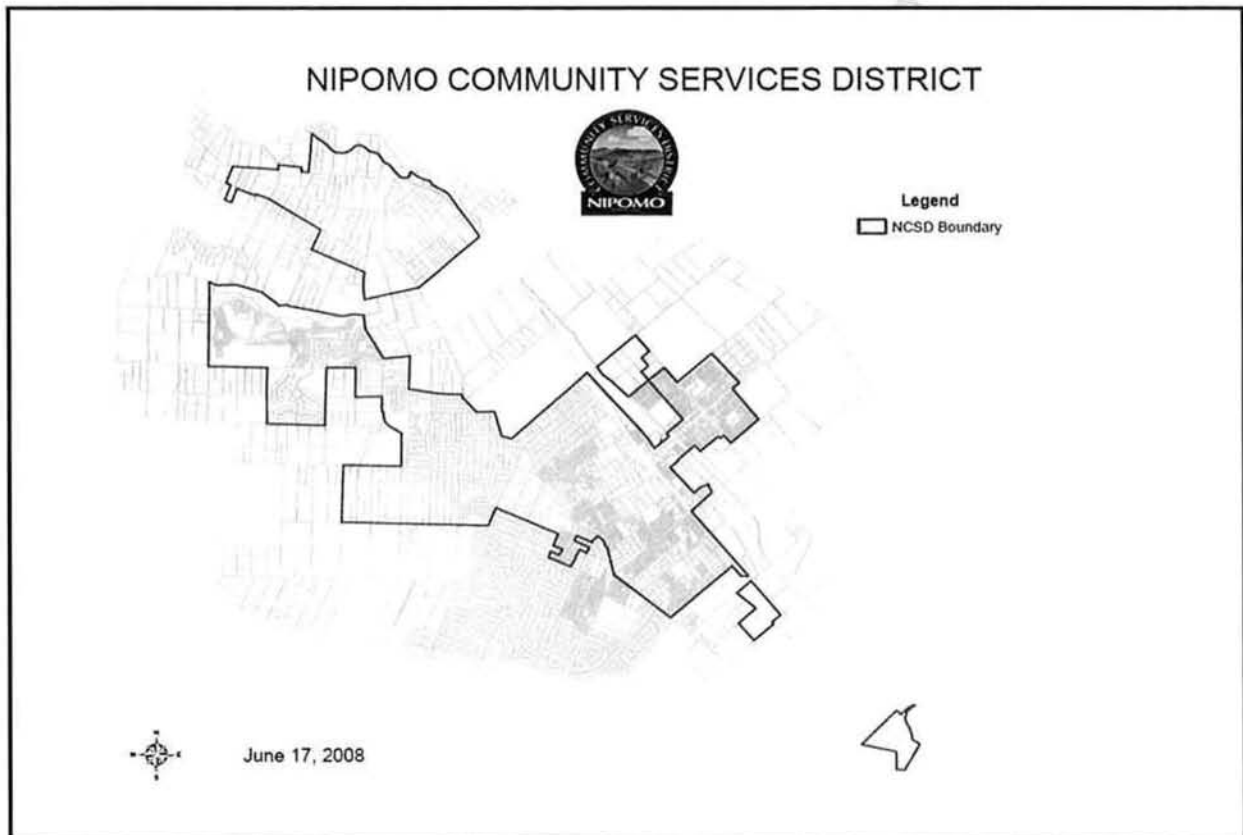 NIPOMO COMMUNITY SERVICES DISTRICT
COMMUNITY SERVICES DISTRICT
NIPOMO
Legend
NCSD Boundary
N
E
S
June 17, 2008